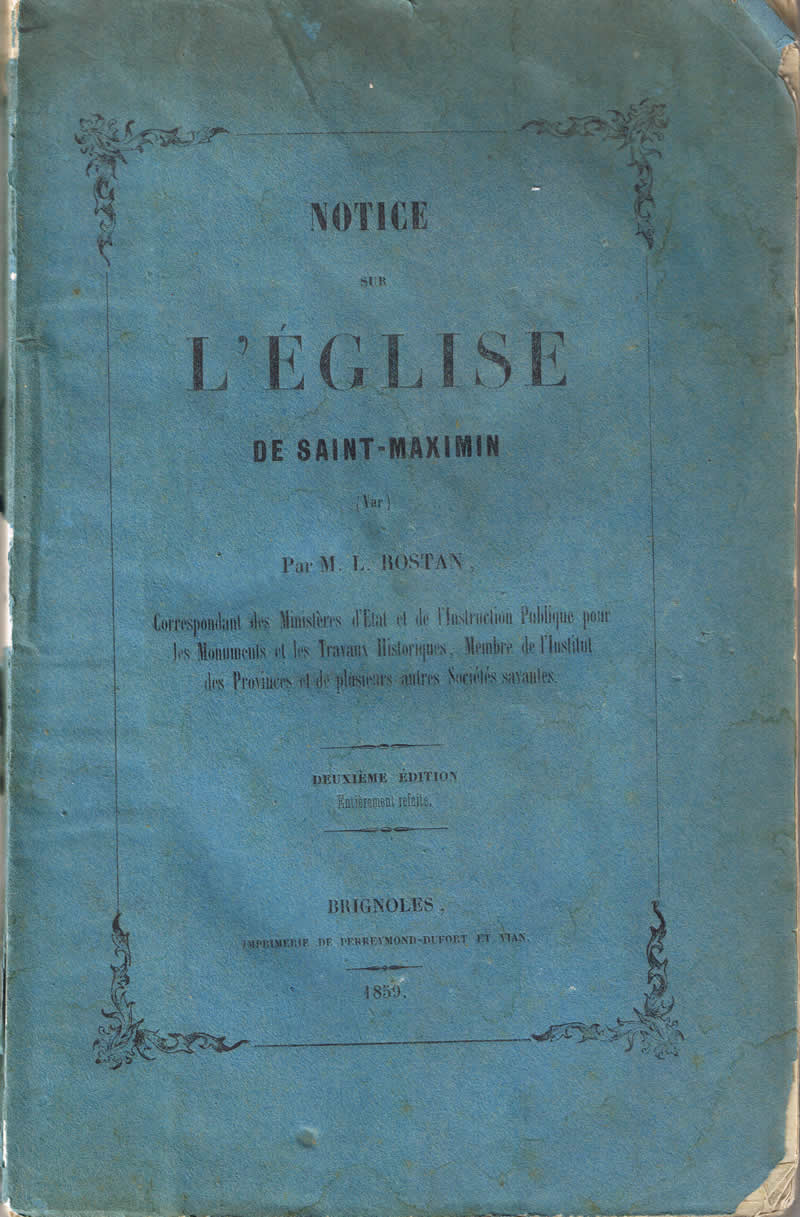 NOTICE
SUR
L'ÉGLISE
DE SAINT-MAXIMIN
(Var)
Par M. L. ROSTAN,
Correspondant des Ministères d'Etat et de l'Instruction Publique pour
les Monuments et les Travaux Historiques, Membre de l'Institut
des Provinces et de plusieurs autres Sociétés savantes.
DEUXIÈME ÉDITION
Entièrement refaite.
BRIGNOLES,
IMPRIMERIE DE PERREYMOND-DUFORT ET VIAN.
1859.